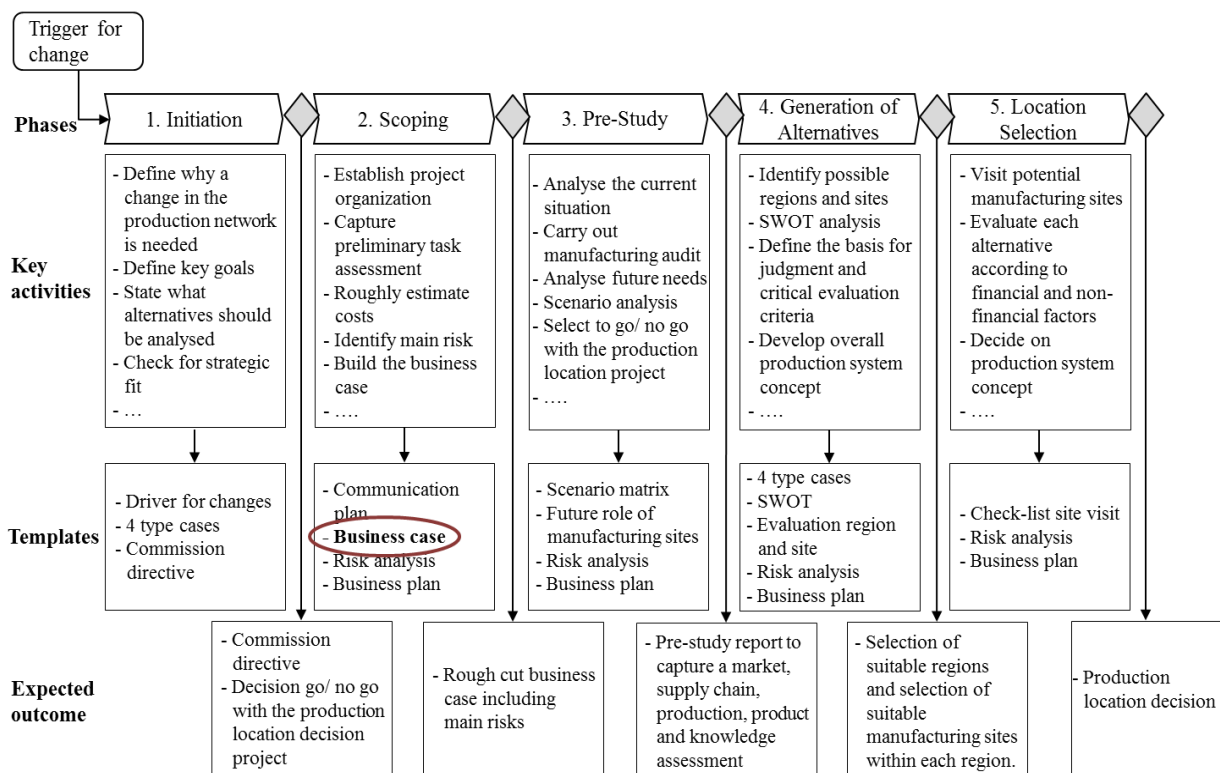 Trigger for
change
Phases
1. Initiation
2. Scoping
3. Pre-Study
4. Generation of
Alternatives
5. Location
Selection
Key
activities
- Define why a
change in the
production network
is needed
- Define key goals
- State what
alternatives should
be analysed
- Check for strategic
fit
- …
- Establish project
organization
- Capture
preliminary task
assessment
- Roughly estimate
costs
- Identify main risk
- Build the business
case
- ….
- Analyse the current
situation
- Carry out
manufacturing audit
- Analyse future needs
- Scenario analysis
- Select to go/ no go
with the production
location project
- ….
- Identify possible
regions and sites
- SWOT analysis
- Define the basis for
judgment and
critical evaluation
criteria
- Develop overall
production system
concept
- ….
- Visit potential
manufacturing sites
- Evaluate each
alternative
according to
financial and non-
financial factors
- Decide on
production system
concept
- ….
Templates
- Driver for changes
- 4 type cases
- Commission
directive
- Communication
plan
- Business case
- Risk analysis
- Business plan
- Scenario matrix
- Future role of
manufacturing sites
- Risk analysis
- Business plan
- 4 type cases
- SWOT
- Evaluation region
and site
- Risk analysis
- Business plan
- Check-list site visit
- Risk analysis
- Business plan
Expected
outcome
- Commission
directive
- Decision go/ no go
with the production
location decision
project
- Rough cut business
case including
main risks
- Pre-study report to
capture a market,
supply chain,
production, product
and knowledge
assessment
- Selection of
suitable regions
and selection of
suitable
manufacturing sites
within each region.
- Production
location decision